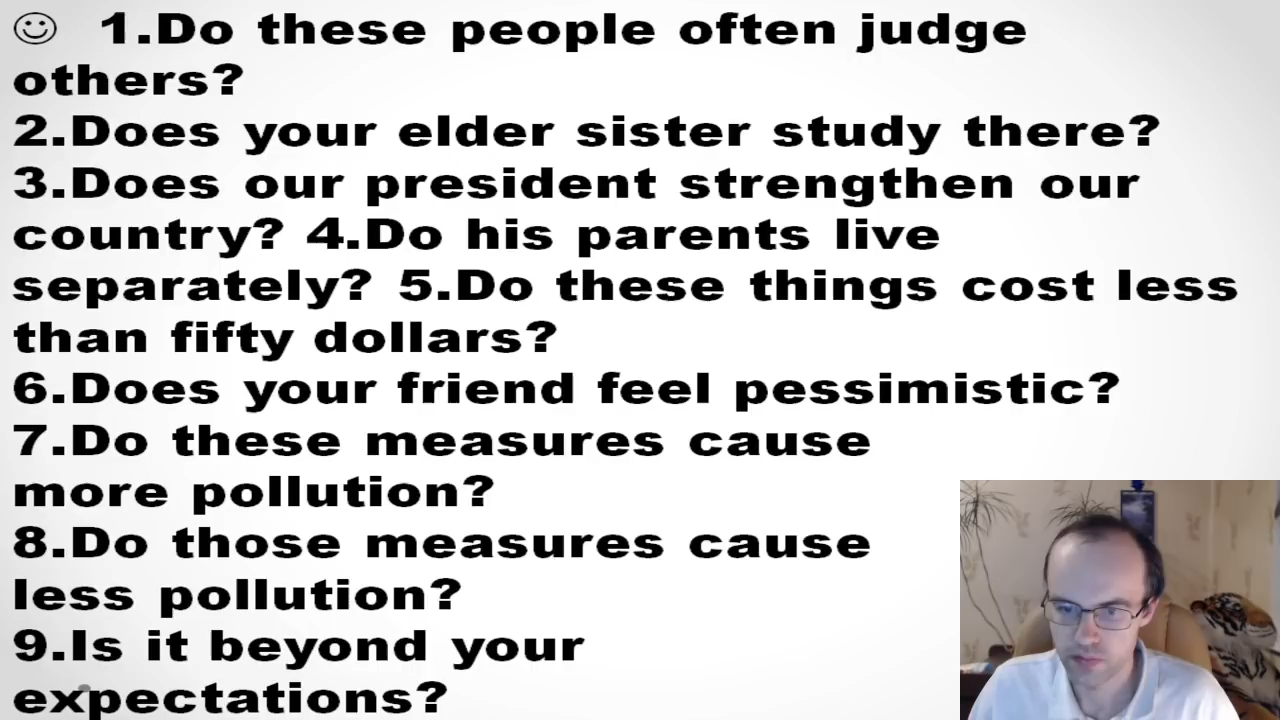 ☺ 1.Do these people often judge
others?
2.Does your elder sister study there?
3.Does our president strengthen our
country? 4.Do his parents live
separately? 5.Do these things cost less
than fifty dollars?
6.Does your friend feel pessimistic?
7.Do these measures cause
more pollution?
8.Do those measures cause
less pollution?
9.Is it beyond your
expectations?